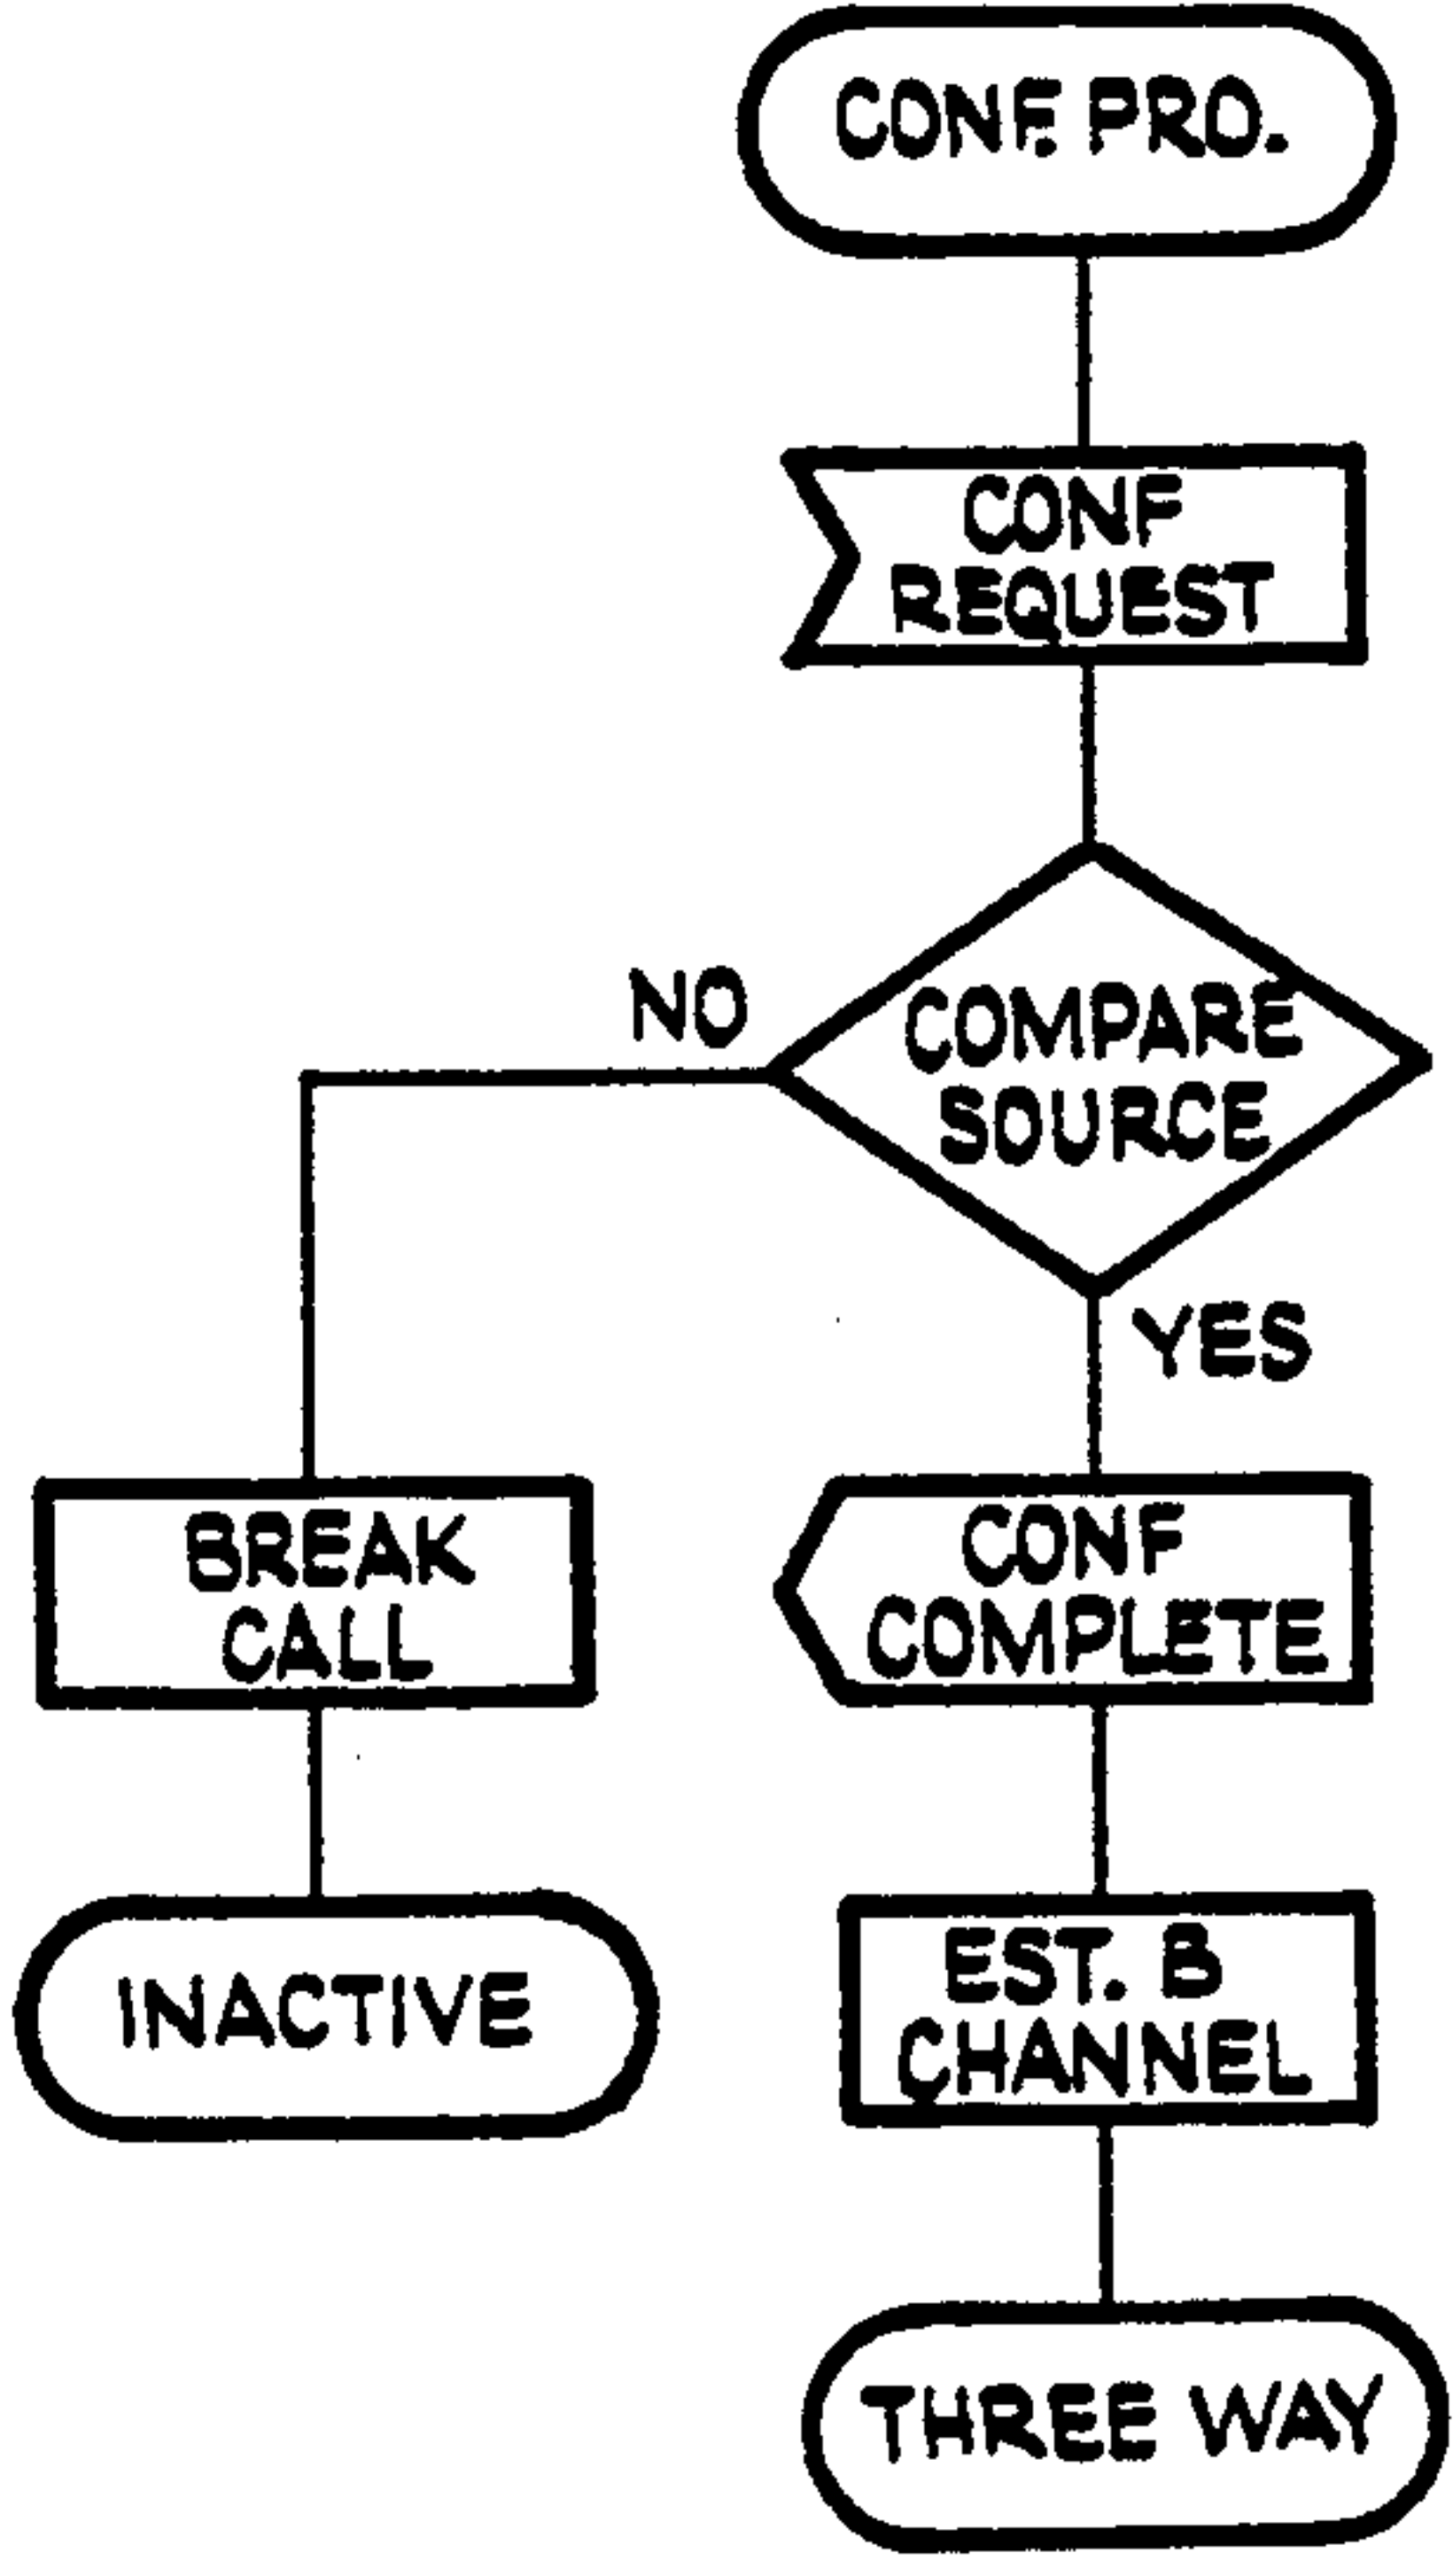 CONF. PRO.
CONF
REQUEST
COMPARE
SOURCE
NO
YES
BREAK
CALL
CONF
COMPLETE
INACTIVE
EST. B
CHANNEL
THREE WAY